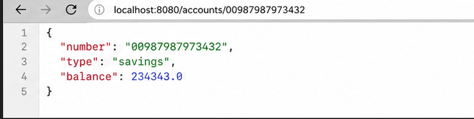 localhost:8080/accounts/00987987973432
1 {
2 "number": "00987987973432",
3 "type": "savings",
4 "balance": 234343.0
5 }